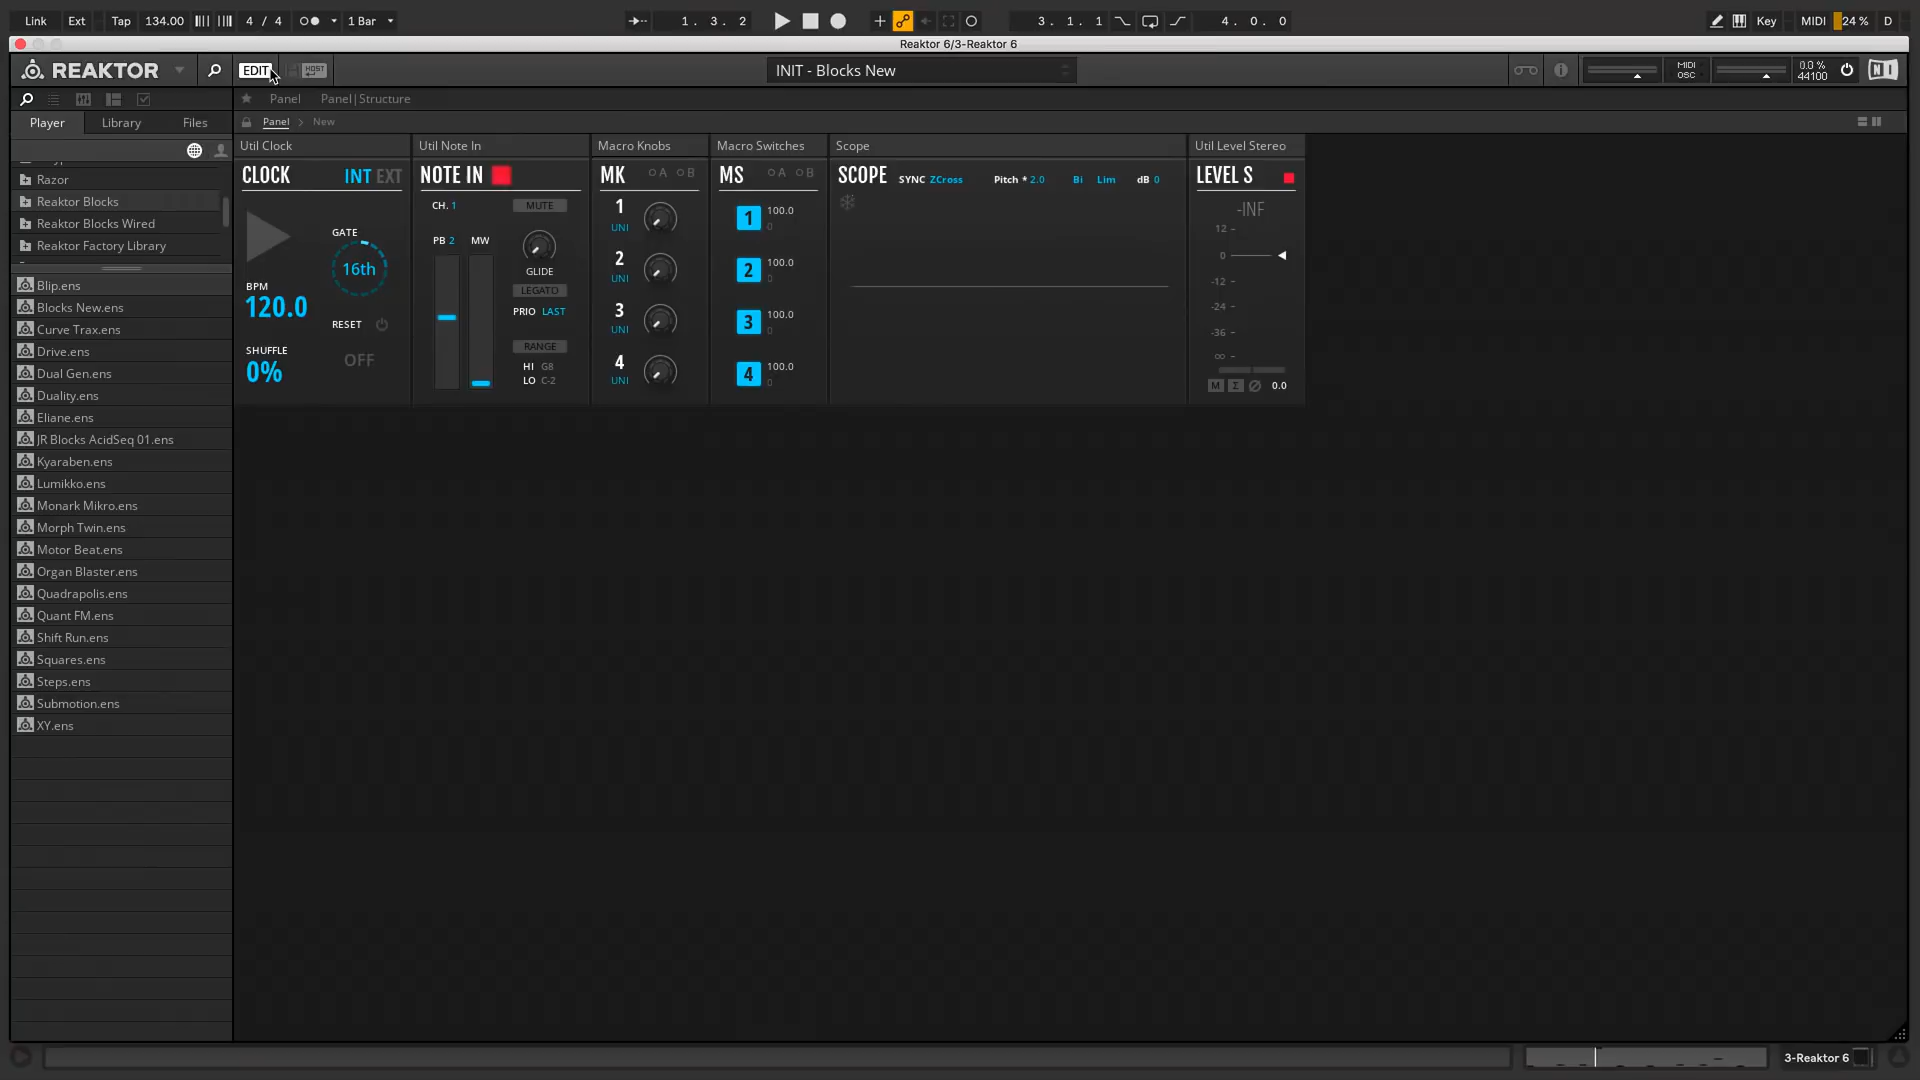 Link Ext Tap 134.00 4 / 4 1 Bar 1. 3. 2 3. 1. 1 4. 0. 0 Key MIDI 24 % D
Reaktor 6/3-Reaktor 6
REAKTOR EDIT HOST INIT - Blocks New MIDI OSC 0.0 % 44100 NI
Panel Panel|Structure
Player Library Files
Panel New
Razor
Reaktor Blocks
Reaktor Blocks Wired
Reaktor Factory Library
Blip.ens
Blocks New.ens
Curve Trax.ens
Drive.ens
Dual Gen.ens
Duality.ens
Eliane.ens
JR Blocks AcidSeq 01.ens
Kyaraben.ens
Lumikko.ens
Monark Mikro.ens
Morph Twin.ens
Motor Beat.ens
Organ Blaster.ens
Quadrapolis.ens
Quant FM.ens
Shift Run.ens
Squares.ens
Steps.ens
Submotion.ens
XY.ens
Util Clock
CLOCK INT EXT
GATE
16th
BPM
120.0
RESET
SHUFFLE
0% OFF
Util Note In
NOTE IN
CH. 1 MUTE
PB 2 MW
GLIDE
LEGATO
PRIO LAST
RANGE
HI G8
LO C-2
Macro Knobs
MK A B
1
UNI
2
UNI
3
UNI
4
UNI
Macro Switches
MS A B
1 100.0
0
2 100.0
0
3 100.0
0
4 100.0
0
Scope
SCOPE SYNC ZCross Pitch * 2.0 Bi Lim dB 0
Util Level Stereo
LEVEL S
-INF
12
0
-12
-24
-36
∞
M Σ 0.0
3-Reaktor 6